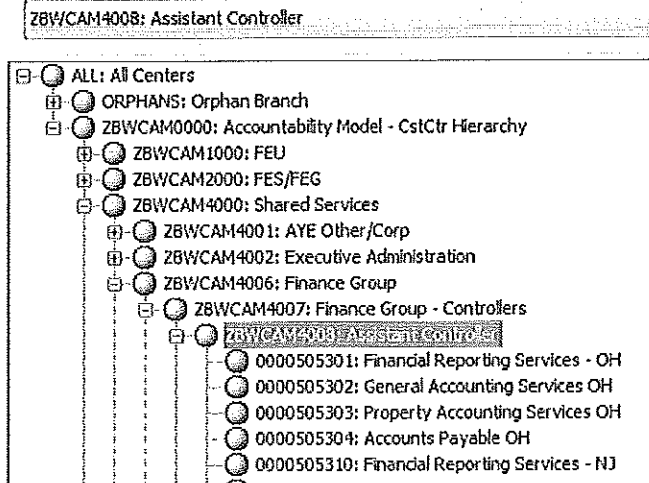 ZBWCAM4008: Assistant Controller
ALL: All Centers
ORPHANS: Orphan Branch
ZBWCAM0000: Accountability Model - CstCtr Hierarchy
ZBWCAM1000: FEU
ZBWCAM2000: FES/FEG
ZBWCAM4000: Shared Services
ZBWCAM4001: AYE Other/Corp
ZBWCAM4002: Executive Administration
ZBWCAM4006: Finance Group
ZBWCAM4007: Finance Group - Controllers
ZBWCAM4008: Assistant Controller
0000505301: Financial Reporting Services - OH
0000505302: General Accounting Services OH
0000505303: Property Accounting Services OH
0000505304: Accounts Payable OH
0000505310: Financial Reporting Services - NJ